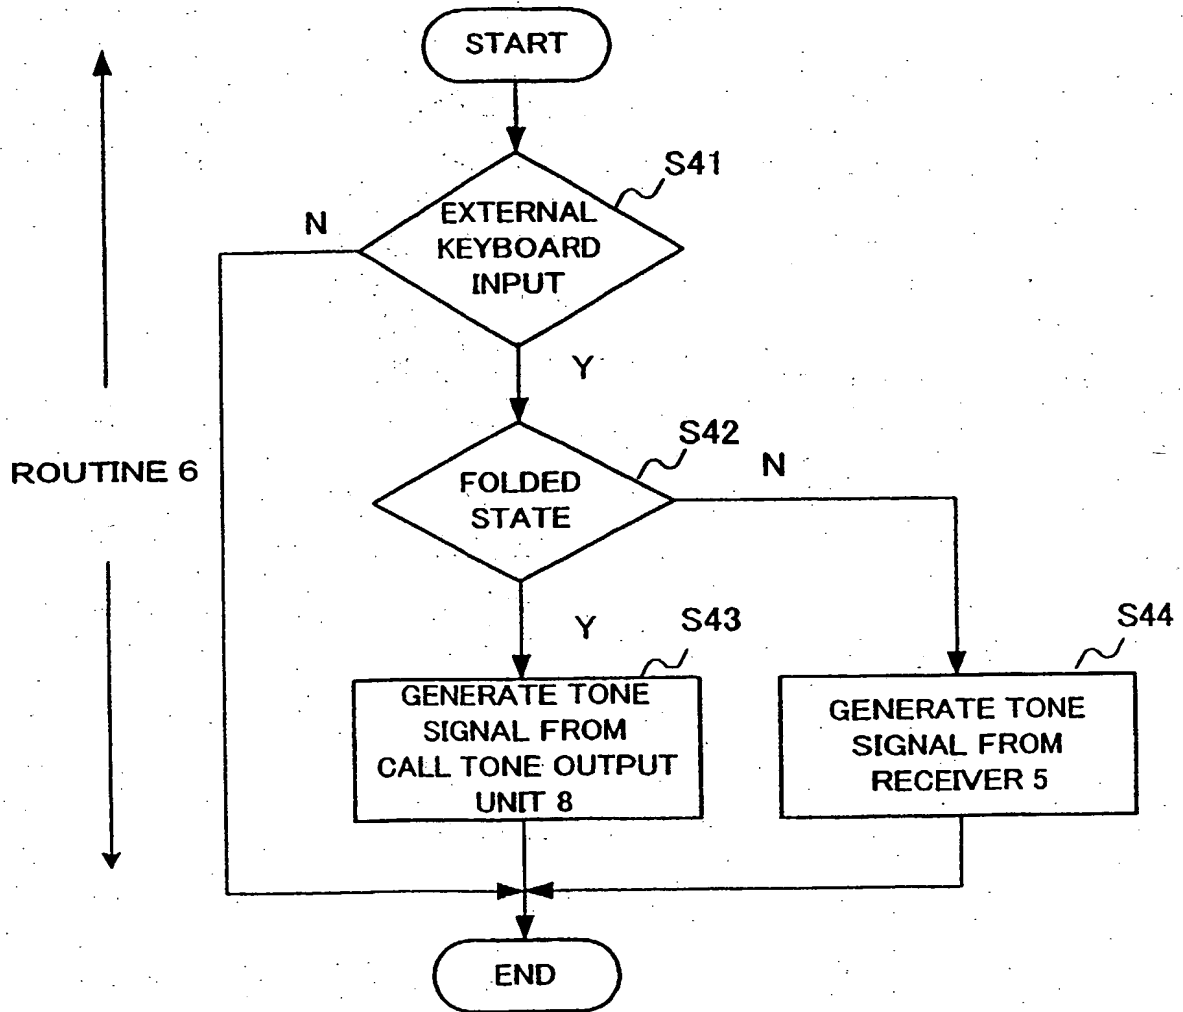 START
S41
N
EXTERNAL
KEYBOARD
INPUT
Y
S42
N
ROUTINE 6
FOLDED
STATE
Y
S43
S44
GENERATE TONE
SIGNAL FROM
CALL TONE OUTPUT
UNIT 8
GENERATE TONE
SIGNAL FROM
RECEIVER 5
END